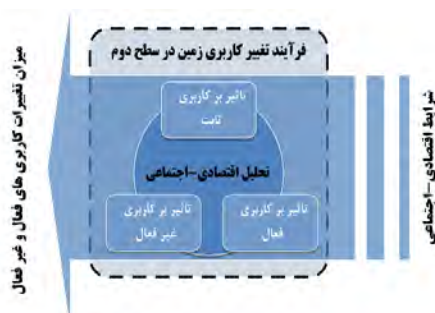 فرآیند تغییر کاربری زمین در سطح دوم
تاثیر بر کاربری
ثابت
تحلیل اقتصادی-اجتماعی
تاثیر بر کاربری
فعال
تاثیر بر کاربری
غیر فعال
شرایط اقتصادی-اجتماعی
میزان تغییرات کاربری های فعال و غیر فعال